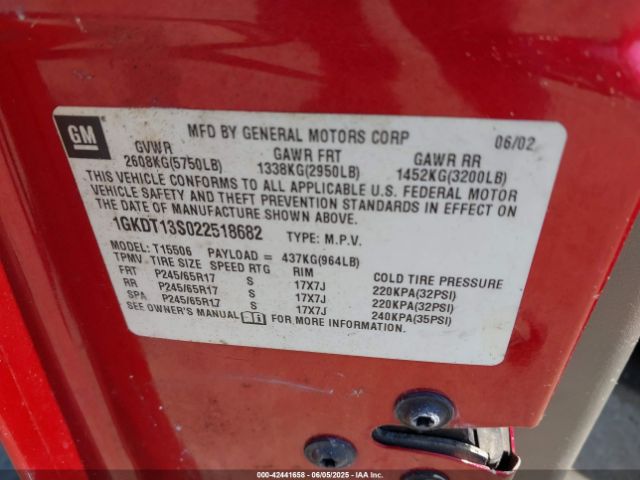 GM
MFD BY GENERAL MOTORS CORP 06/02
GVWR GAWR FRT GAWR RR
2608KG(5750LB) 1338KG(2950LB) 1452KG(3200LB)
THIS VEHICLE CONFORMS TO ALL APPLICABLE U.S. FEDERAL MOTOR
VEHICLE SAFETY AND THEFT PREVENTION STANDARDS IN EFFECT ON
THE DATE OF MANUFACTURE SHOWN ABOVE.
1GKDT13S022518682 TYPE: M.P.V.
MODEL: T15506 PAYLOAD = 437KG(964LB)
TPMV TIRE SIZE SPEED RTG RIM COLD TIRE PRESSURE
FRT P245/65R17 S 17X7J 220KPA(32PSI)
RR P245/65R17 S 17X7J 220KPA(32PSI)
SPA P245/65R17 S 17X7J 240KPA(35PSI)
SEE OWNER'S MANUAL FOR MORE INFORMATION.
000-42441658 - 06/05/2025 - IAAI.COM